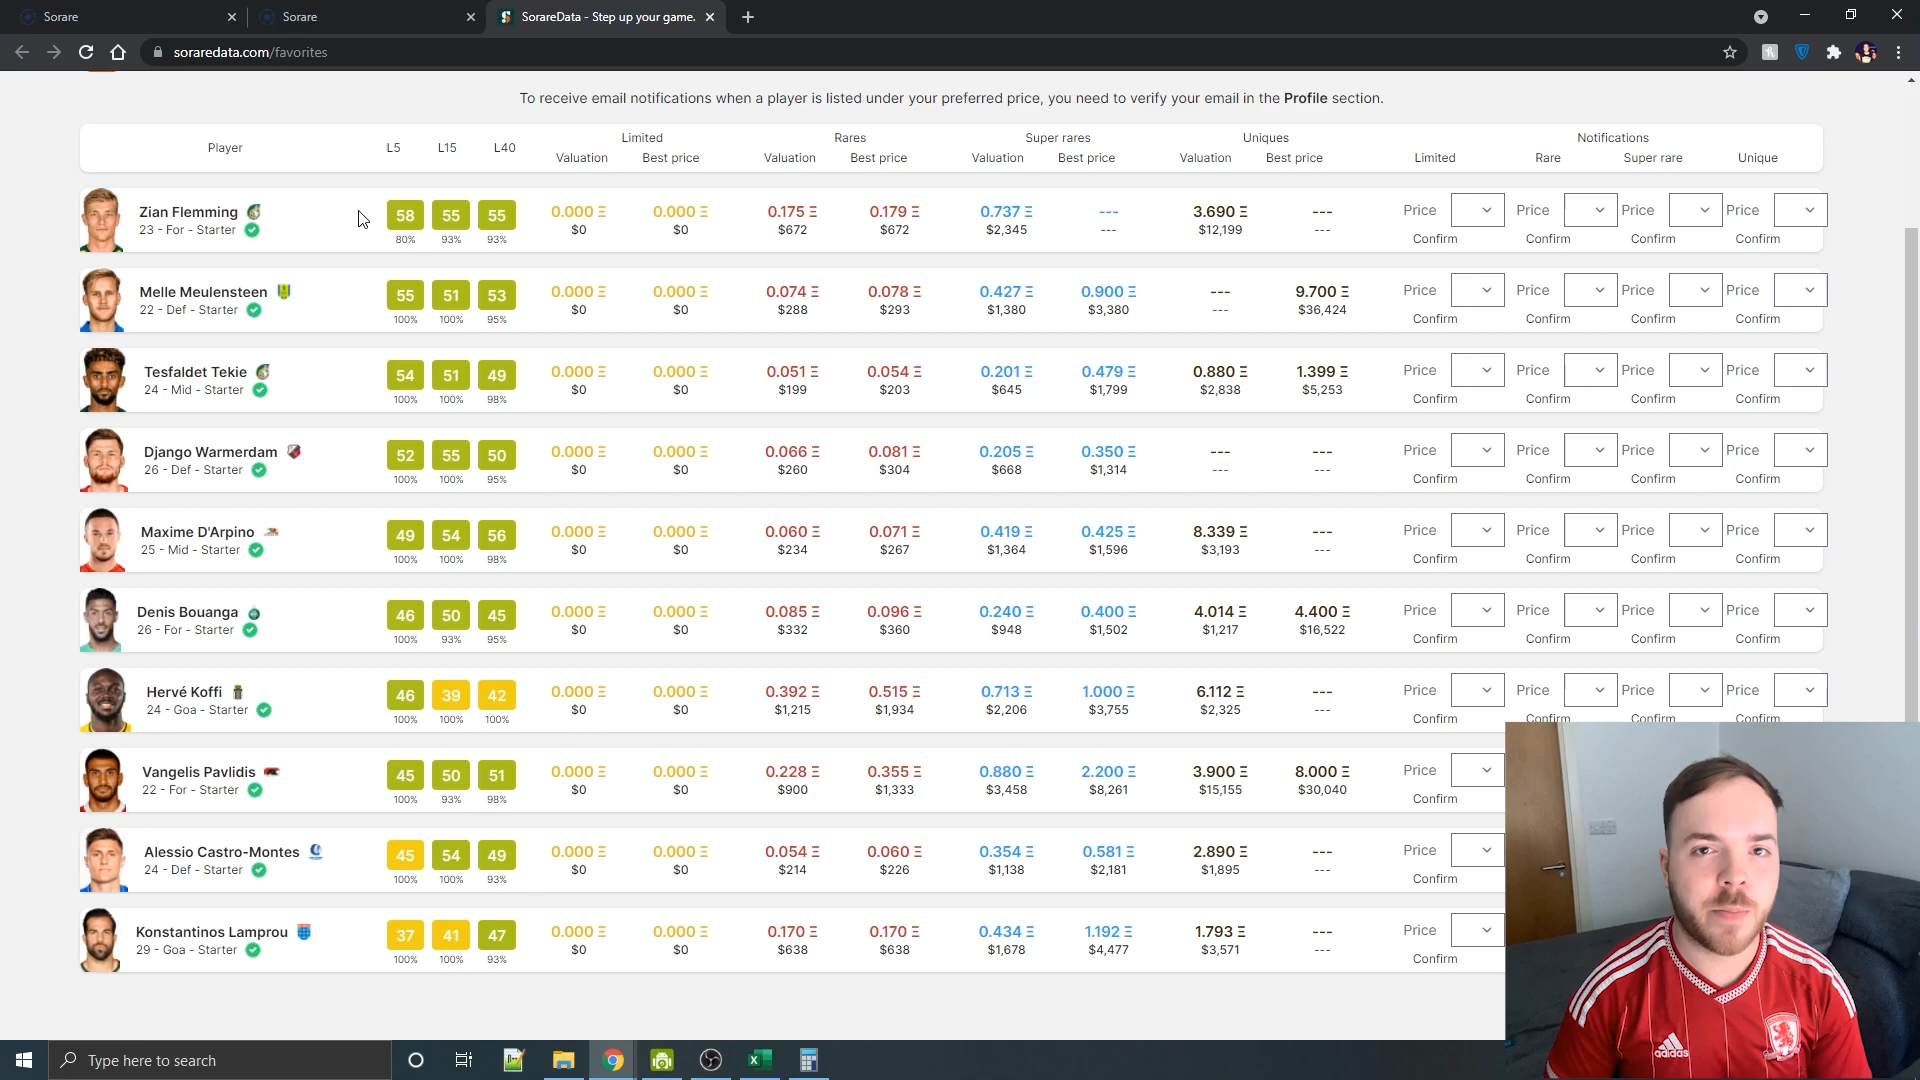 Sorare
Sorare
SorareData - Step up your game.
soraredata.com/favorites
To receive email notifications when a player is listed under your preferred price, you need to verify your email in the Profile section.
Player L5 L15 L40 Limited Rares Super rares Uniques Notifications
Valuation Best price Valuation Best price Valuation Best price Valuation Best price Limited Rare Super rare Unique
Zian Flemming 58 55 55 0.000 Ξ 0.000 Ξ 0.175 Ξ 0.179 Ξ 0.737 Ξ --- 3.690 Ξ --- Price Price Price Price
23 - For - Starter 80% 93% 93% $0 $0 $672 $672 $2,345 --- $12,199 --- Confirm Confirm Confirm Confirm
Melle Meulensteen 55 51 53 0.000 Ξ 0.000 Ξ 0.074 Ξ 0.078 Ξ 0.427 Ξ 0.900 Ξ --- 9.700 Ξ Price Price Price Price
22 - Def - Starter 100% 100% 95% $0 $0 $288 $293 $1,380 $3,380 --- $36,424 Confirm Confirm Confirm Confirm
Tesfaldet Tekie 54 51 49 0.000 Ξ 0.000 Ξ 0.051 Ξ 0.054 Ξ 0.201 Ξ 0.479 Ξ 0.880 Ξ 1.399 Ξ Price Price Price Price
24 - Mid - Starter 100% 100% 98% $0 $0 $199 $203 $645 $1,799 $2,838 $5,253 Confirm Confirm Confirm Confirm
Django Warmerdam 52 55 50 0.000 Ξ 0.000 Ξ 0.066 Ξ 0.081 Ξ 0.205 Ξ 0.350 Ξ --- --- Price Price Price Price
26 - Def - Starter 100% 100% 95% $0 $0 $260 $304 $668 $1,314 --- --- Confirm Confirm Confirm Confirm
Maxime D'Arpino 49 54 56 0.000 Ξ 0.000 Ξ 0.060 Ξ 0.071 Ξ 0.419 Ξ 0.425 Ξ 8.339 Ξ --- Price Price Price Price
25 - Mid - Starter 100% 100% 98% $0 $0 $234 $267 $1,364 $1,596 $3,193 --- Confirm Confirm Confirm Confirm
Denis Bouanga 46 50 45 0.000 Ξ 0.000 Ξ 0.085 Ξ 0.096 Ξ 0.240 Ξ 0.400 Ξ 4.014 Ξ 4.400 Ξ Price Price Price Price
26 - For - Starter 100% 93% 95% $0 $0 $332 $360 $948 $1,502 $1,217 $16,522 Confirm Confirm Confirm Confirm
Hervé Koffi 46 39 42 0.000 Ξ 0.000 Ξ 0.392 Ξ 0.515 Ξ 0.713 Ξ 1.000 Ξ 6.112 Ξ --- Price Price Price Price
24 - Goa - Starter 100% 100% 100% $0 $0 $1,215 $1,934 $2,206 $3,755 $2,325 --- Confirm Confirm Confirm Confirm
Vangelis Pavlidis 45 50 51 0.000 Ξ 0.000 Ξ 0.228 Ξ 0.355 Ξ 0.880 Ξ 2.200 Ξ 3.900 Ξ 8.000 Ξ Price
22 - For - Starter 100% 93% 98% $0 $0 $900 $1,333 $3,458 $8,261 $15,155 $30,040 Confirm
Alessio Castro-Montes 45 54 49 0.000 Ξ 0.000 Ξ 0.054 Ξ 0.060 Ξ 0.354 Ξ 0.581 Ξ 2.890 Ξ --- Price
24 - Def - Starter 100% 100% 93% $0 $0 $214 $226 $1,138 $2,181 $1,895 --- Confirm
Konstantinos Lamprou 37 41 47 0.000 Ξ 0.000 Ξ 0.170 Ξ 0.170 Ξ 0.434 Ξ 1.192 Ξ 1.793 Ξ --- Price
29 - Goa - Starter 100% 100% 93% $0 $0 $638 $638 $1,678 $4,477 $3,571 --- Confirm
adidas
Type here to search